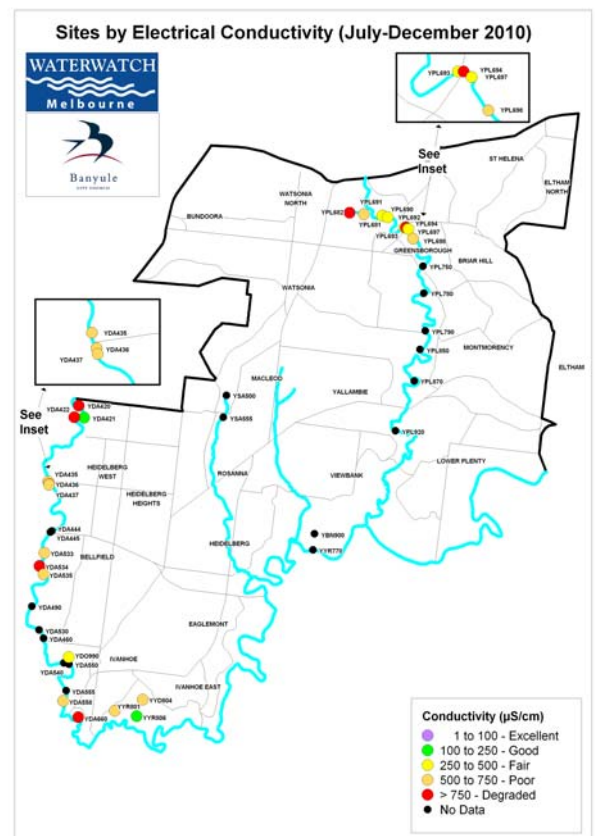 Sites by Electrical Conductivity (July-December 2010)
WATERWATCH
Melbourne
Banyule
CITY COUNCIL
YPL693
YPL694
YPL697
YPL698
See
Inset
ST HELENA
ELTHAM
NORTH
WATSONIA
NORTH
BUNDOORA
YPL682
YPL691
YPL681
YPL690
YPL692
YPL693
YPL694
YPL697
YPL698
GREENSBOROUGH
BRIAR HILL
YPL750
WATSONIA
YPL780
YPL790
YPL850
MONTMORENCY
ELTHAM
YDA435
YDA436
YDA437
MACLEOD
YALLAMBIE
YPL870
See
Inset
YDA420
YDA422
YDA421
YSA500
YSA555
YPL920
LOWER PLENTY
HEIDELBERG
WEST
ROSANNA
VIEWBANK
YDA435
YDA436
YDA437
HEIDELBERG
HEIGHTS
YDA444
YDA445
HEIDELBERG
YBN900
YYR770
YDA533
BELLFIELD
YDA534
YDA535
YDA490
EAGLEMONT
YDA530
YDA460
YDO990
IVANHOE
YDA540
YDA550
IVANHOE EAST
YDA555
YDA558
YYR801
YYD804
YDA660
YYR806
Conductivity (µS/cm)
1 to 100 - Excellent
100 to 250 - Good
250 to 500 - Fair
500 to 750 - Poor
> 750 - Degraded
No Data